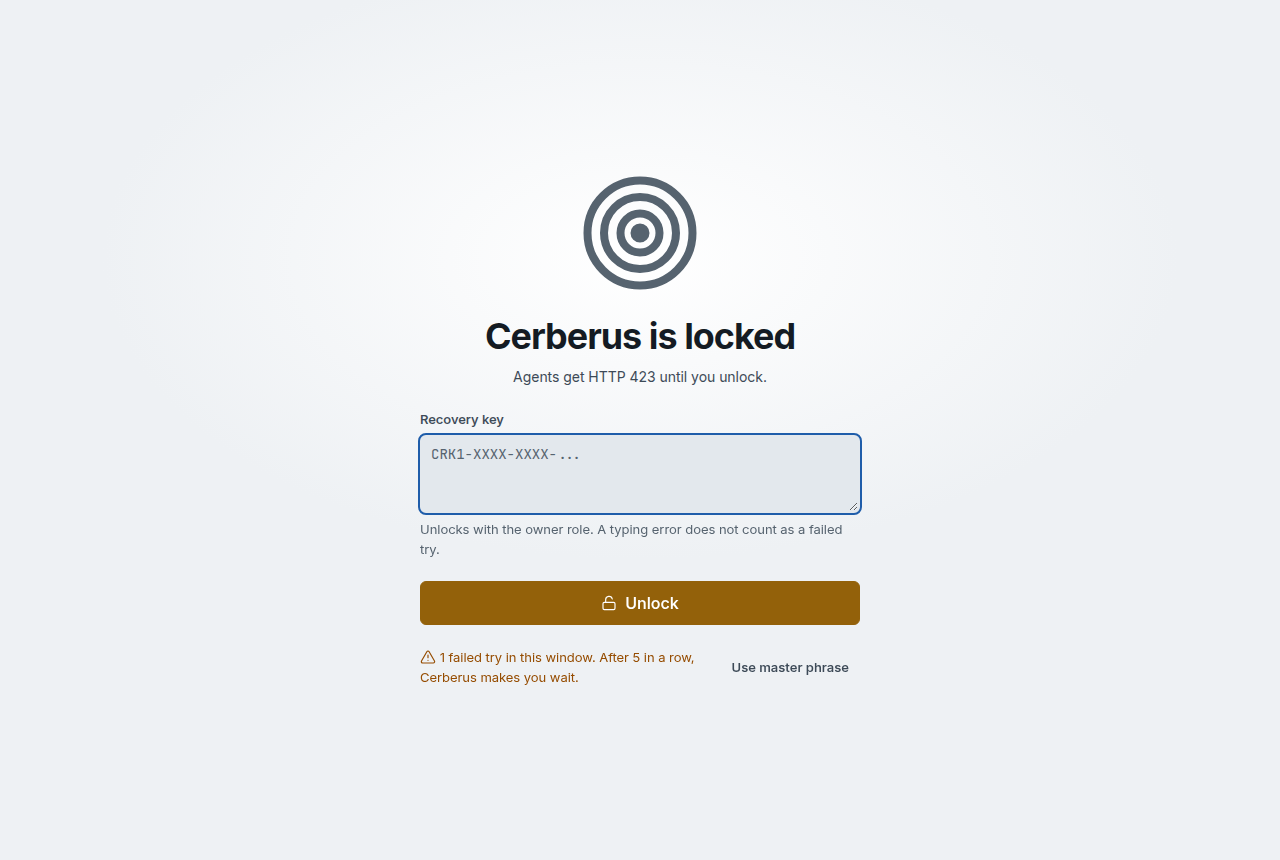 Cerberus is locked
Agents get HTTP 423 until you unlock.
Recovery key
CRK1-XXXX-XXXX-...
Unlocks with the owner role. A typing error does not count as a failed
try.
Unlock
1 failed try in this window. After 5 in a row,
Cerberus makes you wait.
Use master phrase